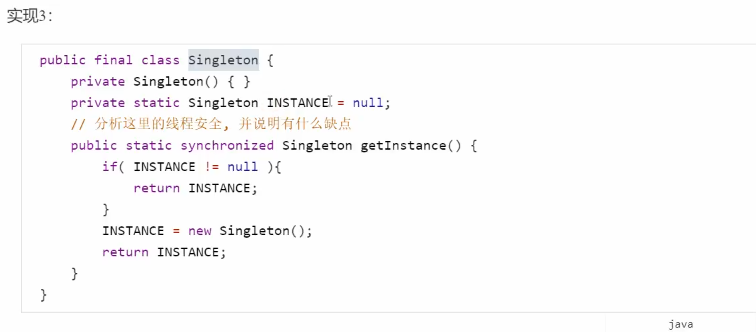 实现3：
public final class Singleton {
private Singleton() { }
private static Singleton INSTANCE = null;
// 分析这里的线程安全, 并说明有什么缺点
public static synchronized Singleton getInstance() {
if( INSTANCE != null ){
return INSTANCE;
}
INSTANCE = new Singleton();
return INSTANCE;
}
}
java